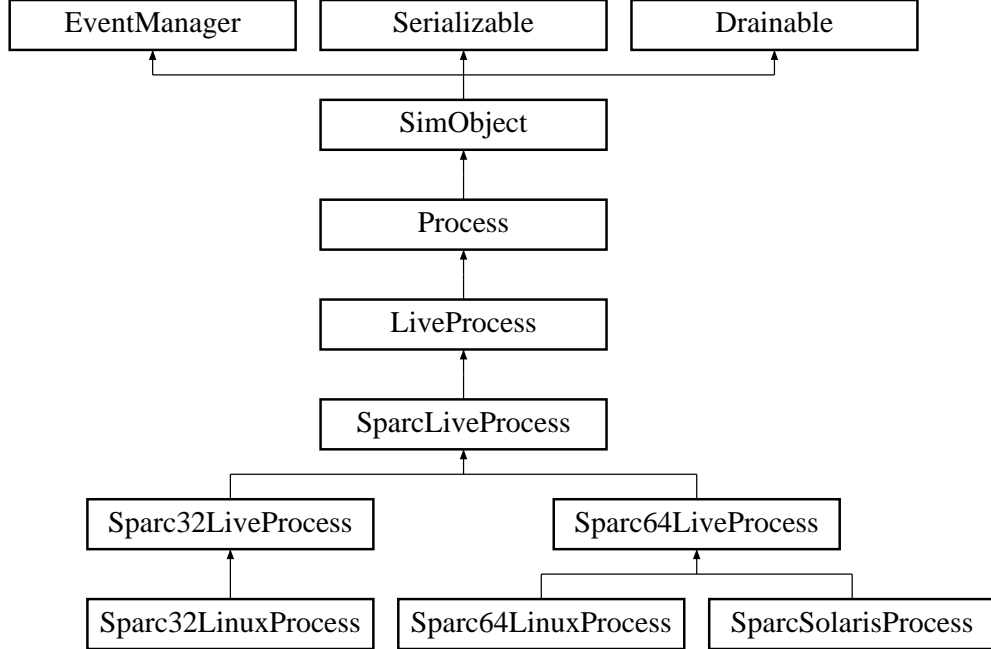 EventManager
Serializable
Drainable
SimObject
Process
LiveProcess
SparcLiveProcess
Sparc32LiveProcess
Sparc64LiveProcess
Sparc32LinuxProcess
Sparc64LinuxProcess
SparcSolarisProcess